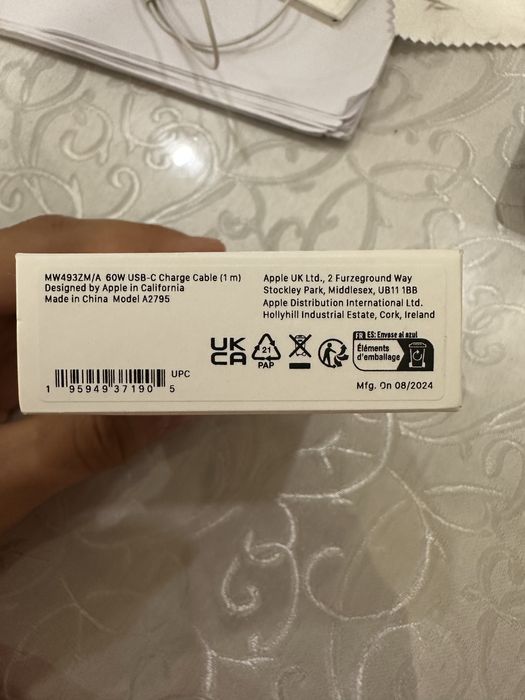 MW493ZM/A 60W USB-C Charge Cable (1 m)
Designed by Apple in California
Made in China Model A2795
Apple UK Ltd., 2 Furzeground Way
Stockley Park, Middlesex, UB11 1BB
Apple Distribution International Ltd.
Hollyhill Industrial Estate, Cork, Ireland
UK
CA
21
PAP
FR ES: Envase al azul
Éléments
d'emballage
UPC
1 95949 37190 5
Mfg. On 08/2024